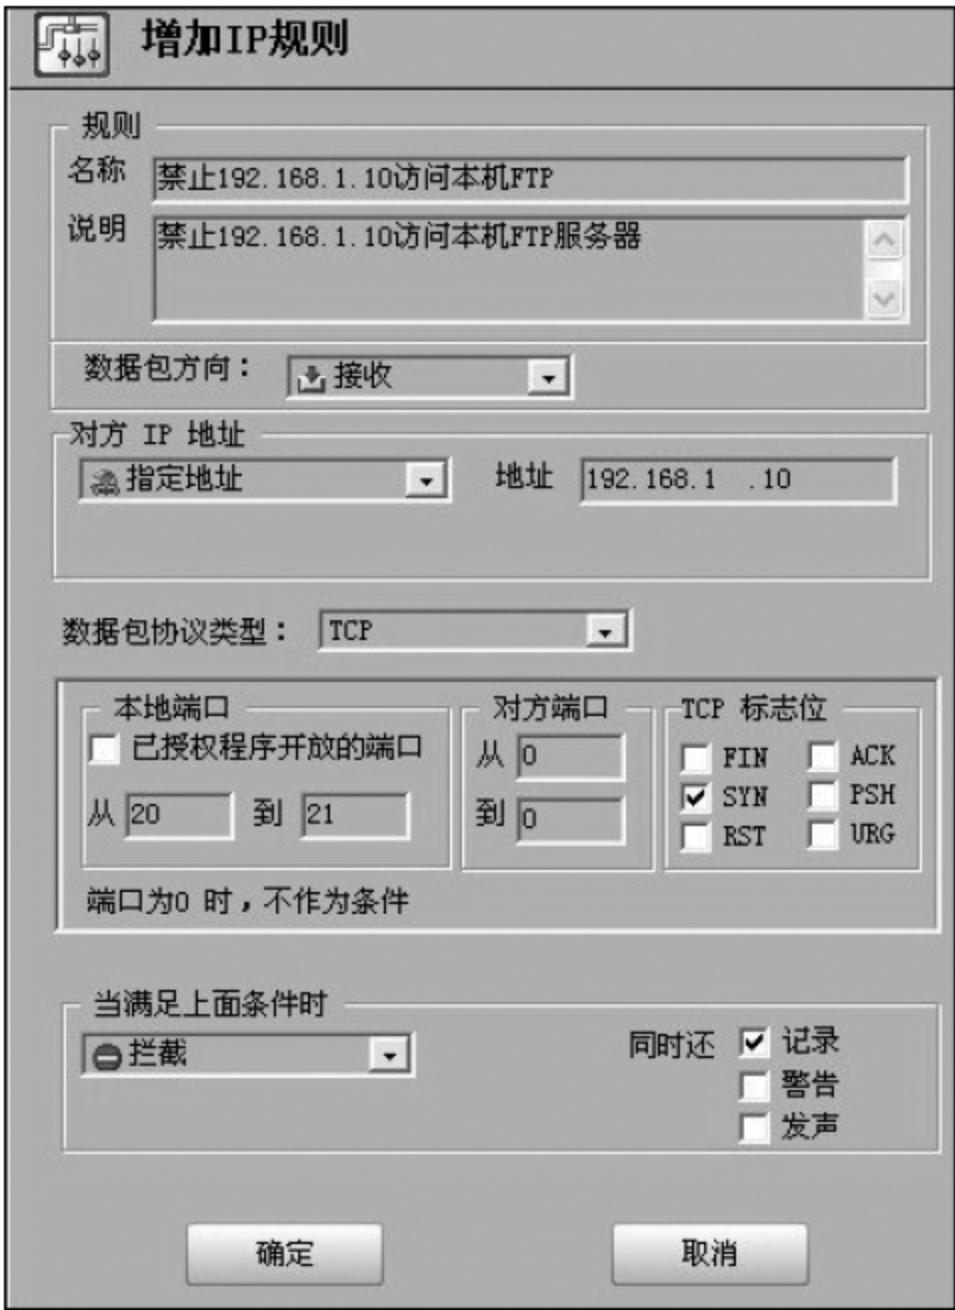 增加IP规则
规则
名称 禁止192.168.1.10访问本机FTP
说明 禁止192.168.1.10访问本机FTP服务器
数据包方向： 接收
对方 IP 地址
指定地址 地址 192.168.1 .10
数据包协议类型： TCP
本地端口 对方端口 TCP 标志位
已授权程序开放的端口 从 0 FIN ACK
从 20 到 21 到 0 SYN PSH
RST URG
端口为0 时，不作为条件
当满足上面条件时
拦截 同时还 记录
警告
发声
确定 取消